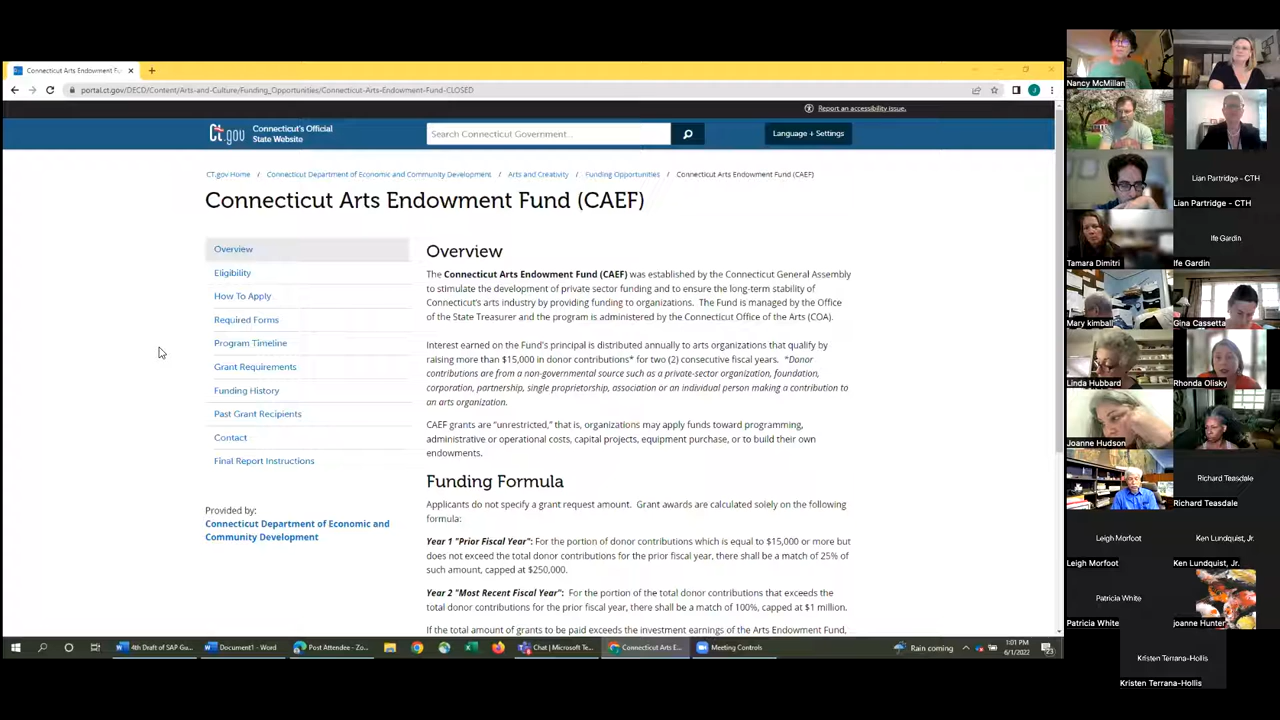 Connecticut Arts Endowment Fu
portal.ct.gov/DECD/Content/Arts-and-Culture/Funding_Opportunities/Connecticut-Arts-Endowment-Fund-CLOSED
J
Report an accessibility issue.
Ct.gov
Connecticut's Official
State Website
Search Connecticut Government...
Language + Settings
CT.gov Home / Connecticut Department of Economic and Community Development / Arts and Creativity / Funding Opportunities / Connecticut Arts Endowment Fund (CAEF)
Connecticut Arts Endowment Fund (CAEF)
Overview
Eligibility
How To Apply
Required Forms
Program Timeline
Grant Requirements
Funding History
Past Grant Recipients
Contact
Final Report Instructions
Provided by:
Connecticut Department of Economic and
Community Development
Overview
The Connecticut Arts Endowment Fund (CAEF) was established by the Connecticut General Assembly
to stimulate the development of private sector funding and to ensure the long-term stability of
Connecticut's arts industry by providing funding to organizations. The Fund is managed by the Office
of the State Treasurer and the program is administered by the Connecticut Office of the Arts (COA).
Interest earned on the Fund's principal is distributed annually to arts organizations that qualify by
raising more than $15,000 in donor contributions* for two (2) consecutive fiscal years. *Donor
contributions are from a non-governmental source such as a private-sector organization, foundation,
corporation, partnership, single proprietorship, association or an individual person making a contribution to
an arts organization.
CAEF grants are "unrestricted," that is, organizations may apply funds toward programming,
administrative or operational costs, capital projects, equipment purchase, or to build their own
endowments.
Funding Formula
Applicants do not specify a grant request amount. Grant awards are calculated solely on the following
formula:
Year 1 "Prior Fiscal Year": For the portion of donor contributions which is equal to $15,000 or more but
does not exceed the total donor contributions for the prior fiscal year, there shall be a match of 25% of
such amount, capped at $250,000.
Year 2 "Most Recent Fiscal Year": For the portion of the total donor contributions that exceeds the
total donor contributions for the prior fiscal year, there shall be a match of 100%, capped at $1 million.
If the total amount of grants to be paid exceeds the investment earnings of the Arts Endowment Fund,
4th Draft of SAP-Gu...
Document1 - Word
Post Attendee - Zo...
Chat | Microsoft Te...
Connecticut Arts E...
Meeting Controls
Rain coming
1:01 PM
6/1/2022
23
Nancy McMillan
Lian Partridge - CTH
Lian Partridge - CTH
Tamara Dimitri
Ife Gardin
Ife Gardin
Mary kimball
Gina Cassetta
Linda Hubbard
Rhonda Olisky
Joanne Hudson
Richard Teasdale
Richard Teasdale
Leigh Morfoot
Leigh Morfoot
Ken Lundquist, Jr.
Ken Lundquist, Jr.
Patricia White
Patricia White
joanne Hunter
Kristen Terrana-Hollis
Kristen Terrana-Hollis